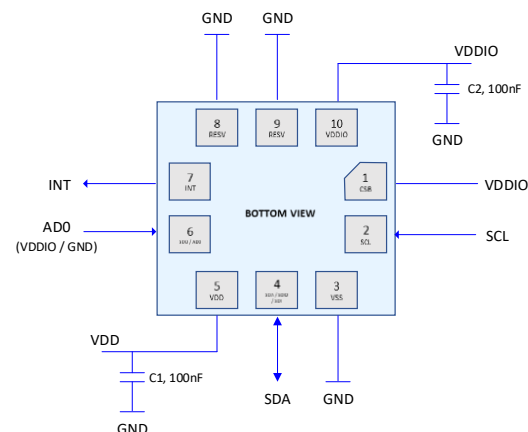 GND
GND
VDDIO
C2, 100nF
GND
8
RESV
9
RESV
10
VDDIO
7
INT
INT
1
CSB
VDDIO
AD0
(VDDIO / GND)
6
BOTTOM VIEW
2
SCL
SCL
5
VDD
4
3
VSS
VDD
C1, 100nF
GND
SDA
GND